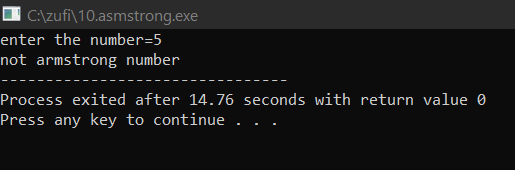 C:\zufi\10.asmstrong.exe
enter the number=5
not armstrong number
--------------------------------
Process exited after 14.76 seconds with return value 0
Press any key to continue . . .